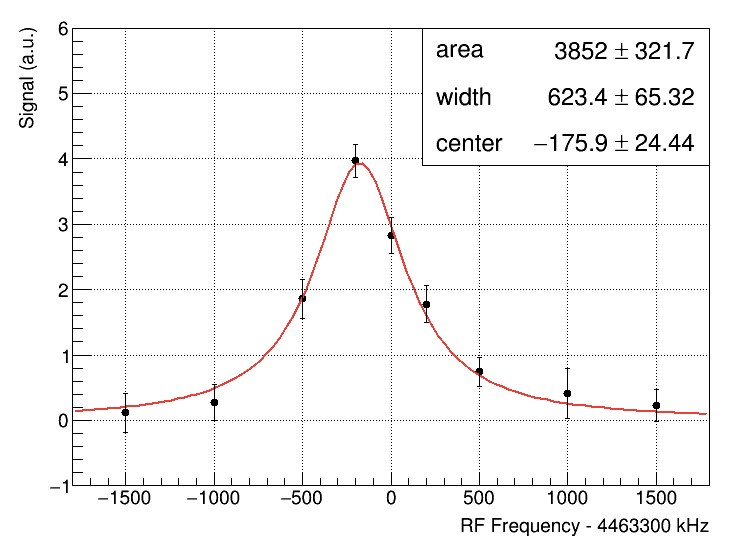 Signal (a.u.)
6
5
4
3
2
1
0
−1
area 3852 ± 321.7
width 623.4 ± 65.32
center −175.9 ± 24.44
−1500 −1000 −500 0 500 1000 1500
RF Frequency - 4463300 kHz